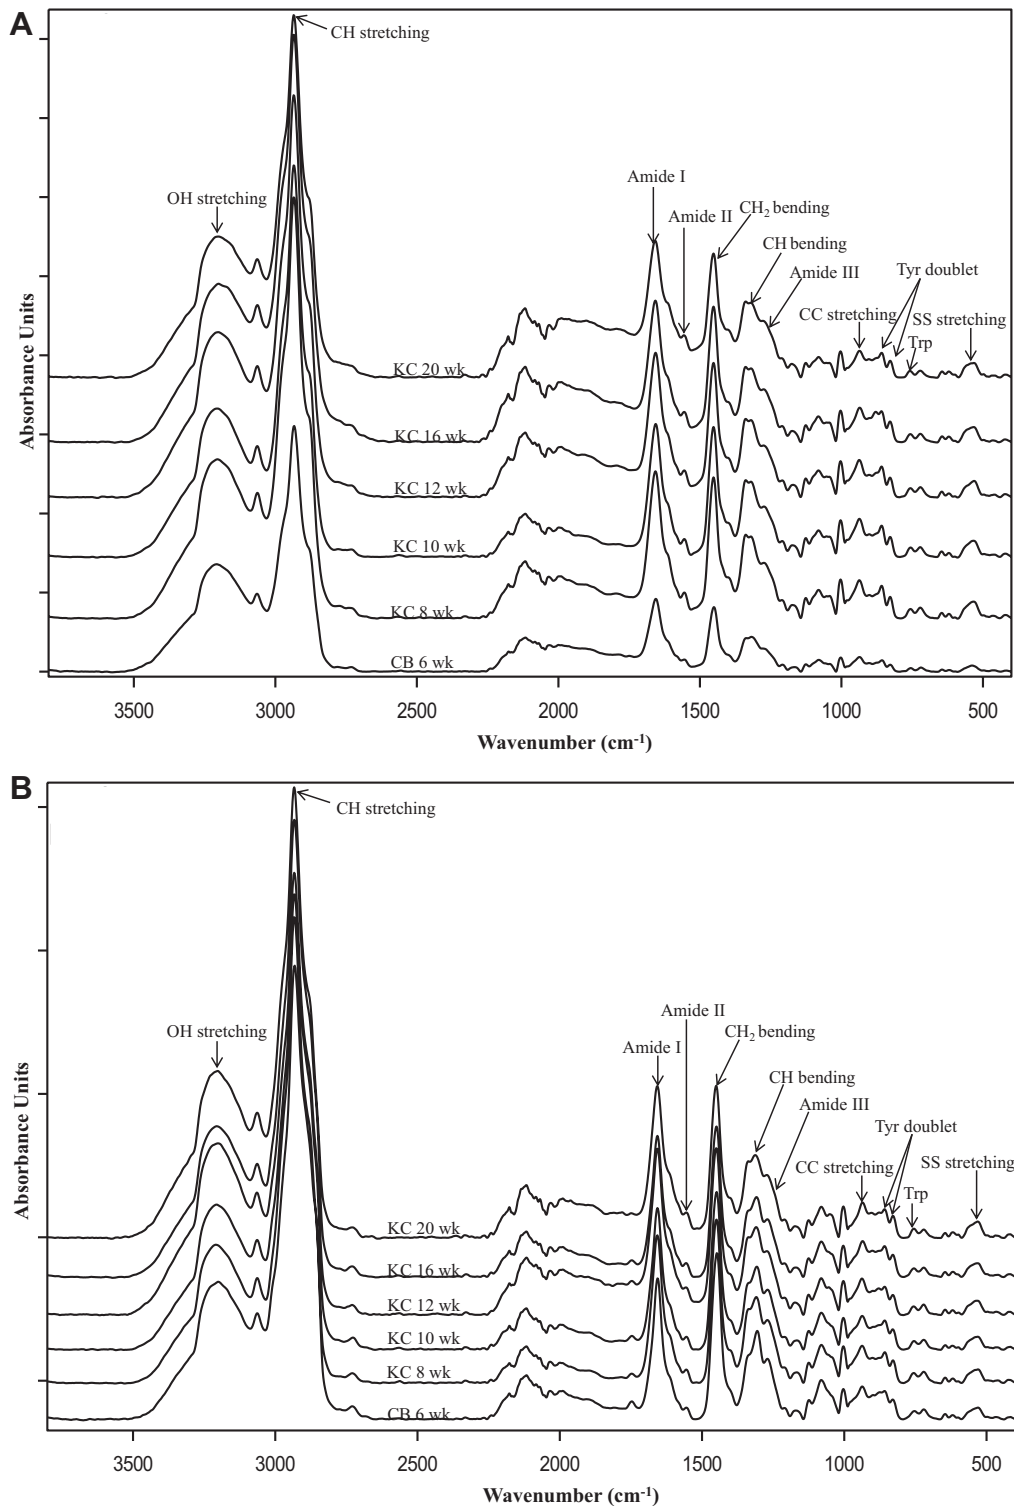 A
CH stretching
OH stretching
Amide I
Amide II
CH₂ bending
CH bending
Amide III
Tyr doublet
CC stretching
SS stretching
Trp
KC 20 wk
KC 16 wk
KC 12 wk
KC 10 wk
KC 8 wk
CB 6 wk
Absorbance Units
3500 3000 2500 2000 1500 1000 500
Wavenumber (cm⁻¹)
B
CH stretching
OH stretching
Amide II
Amide I
CH₂ bending
CH bending
Amide III
Tyr doublet
CC stretching
SS stretching
Trp
KC 20 wk
KC 16 wk
KC 12 wk
KC 10 wk
KC 8 wk
CB 6 wk
Absorbance Units
3500 3000 2500 2000 1500 1000 500
Wavenumber (cm⁻¹)